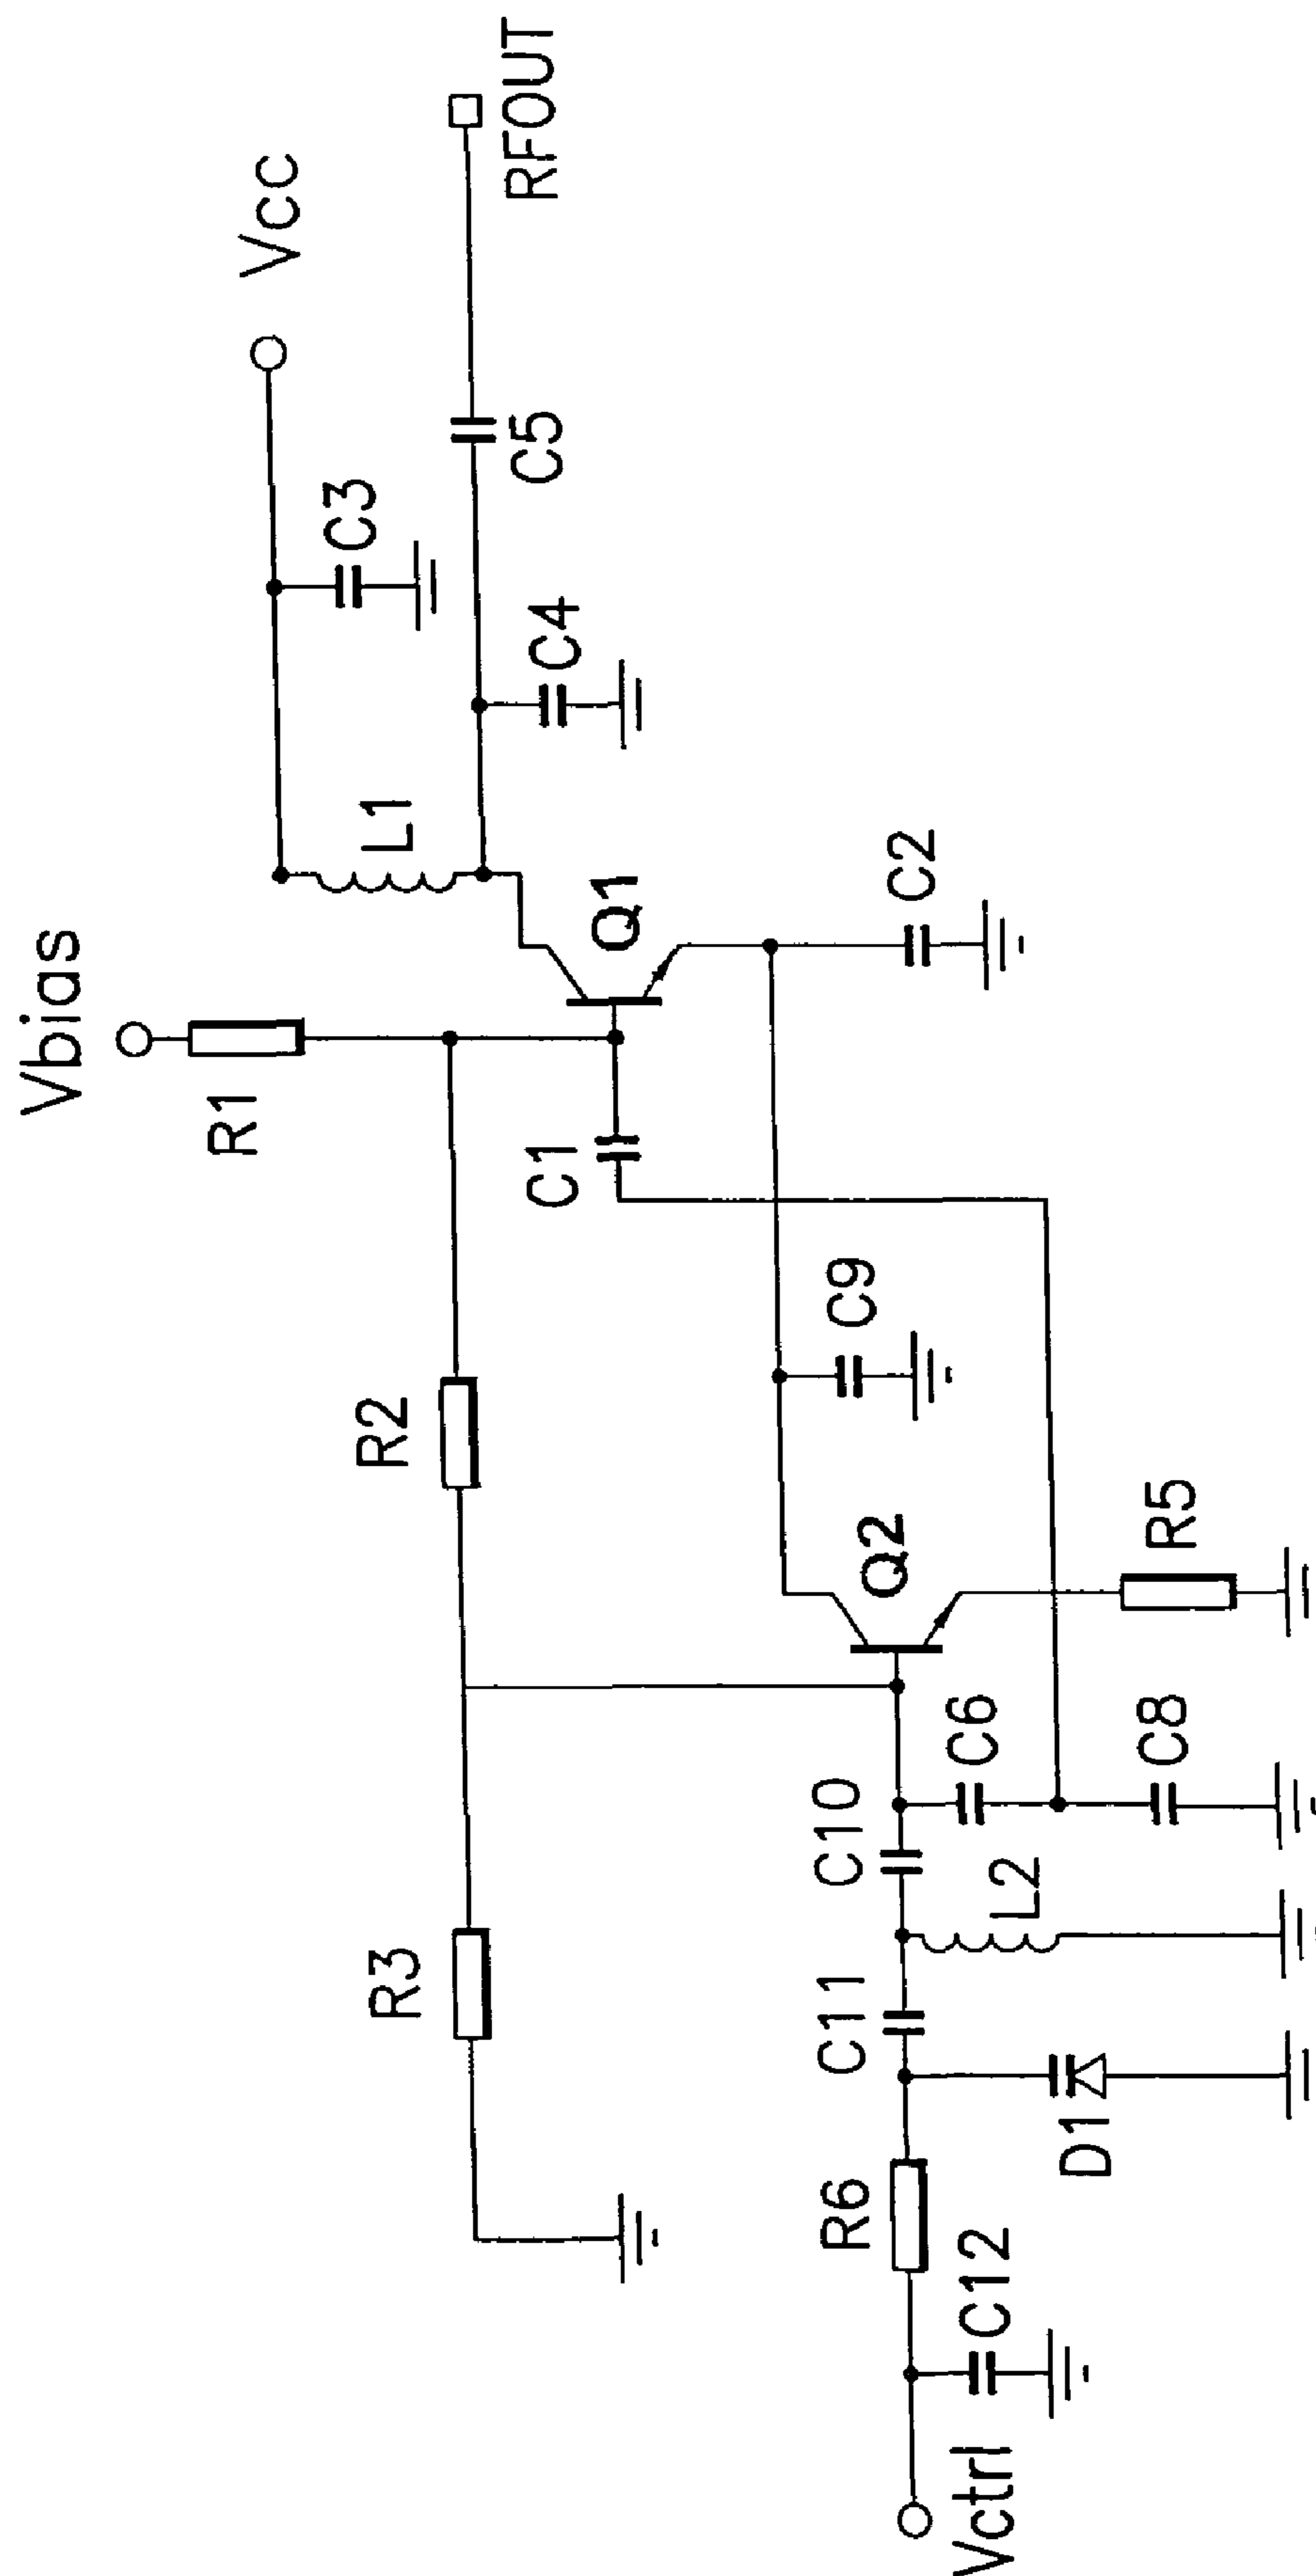 Vbias
Vcc
RFOUT
R1
L1
C3
C5
C4
R2
C1
Q1
C2
R3
C9
Q2
R5
C10
C6
C8
C11
L2
R6
D1
C12
Vctrl